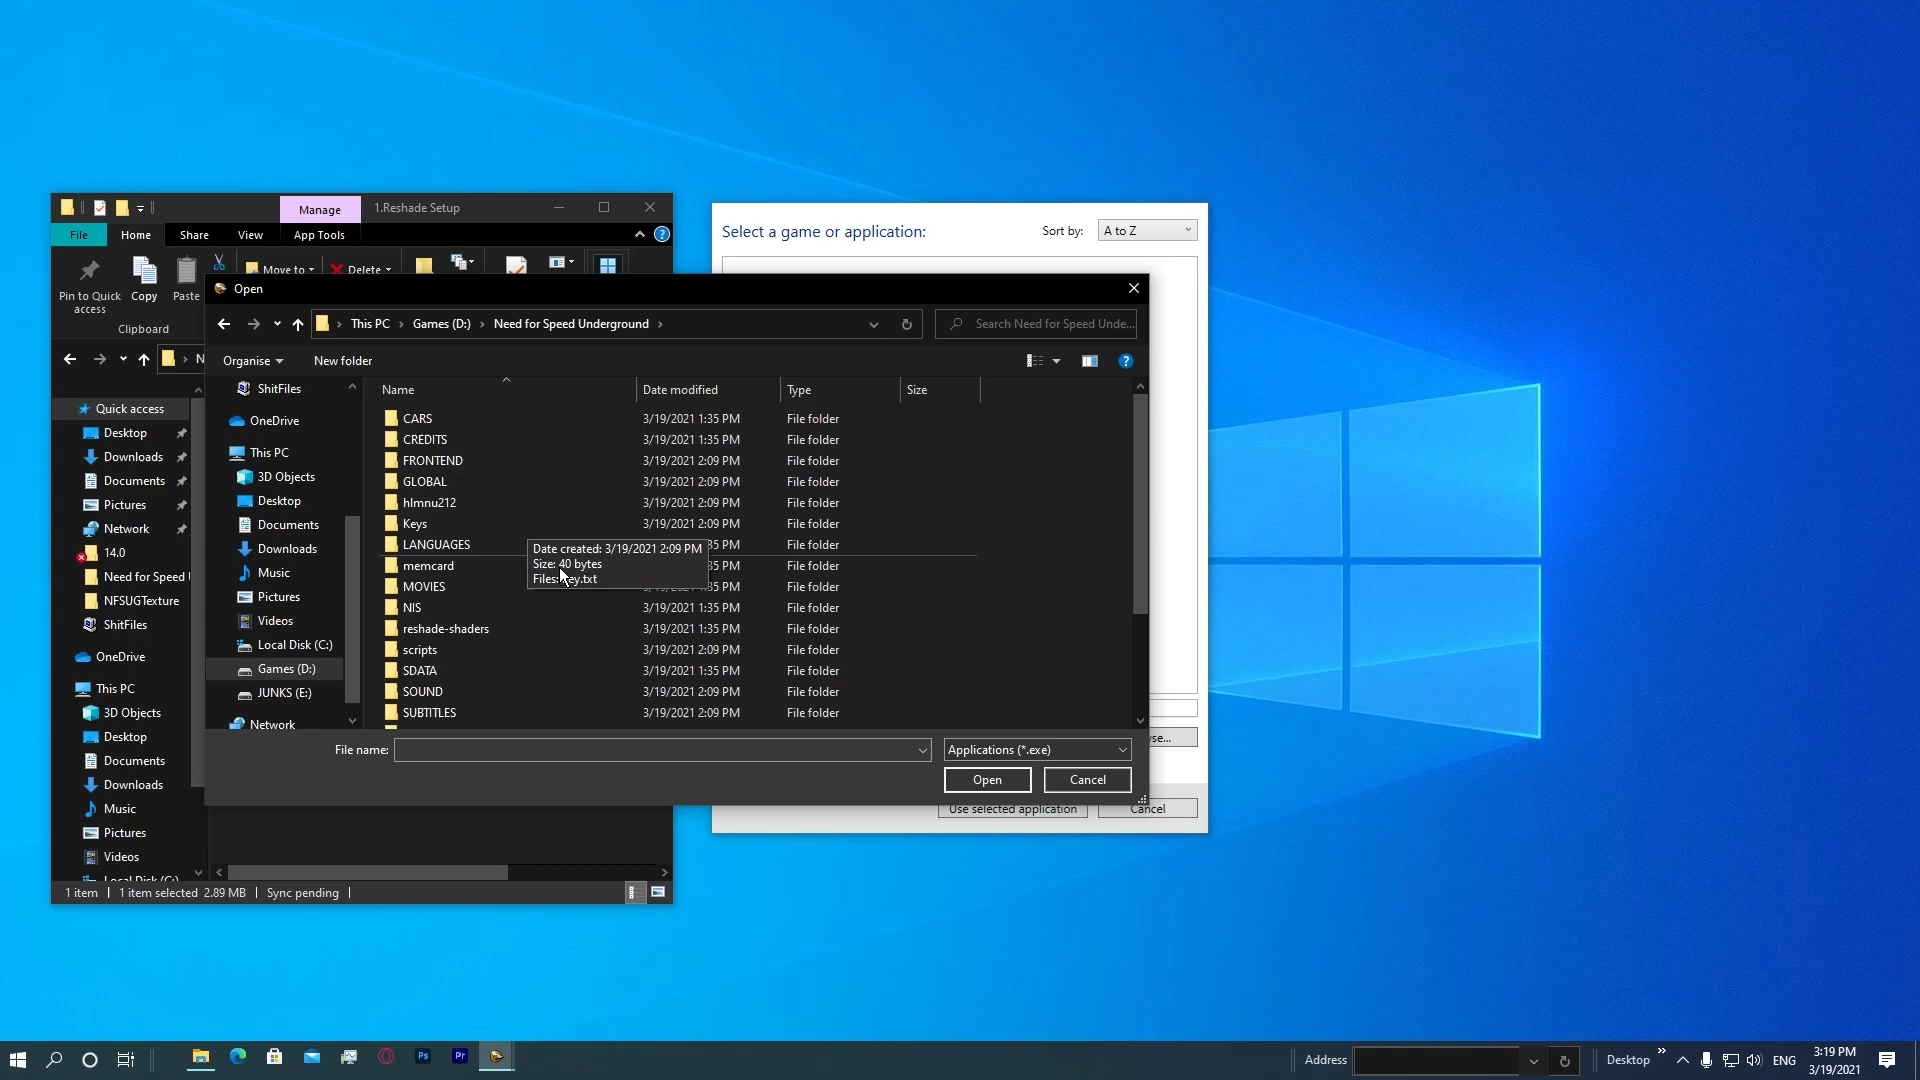 Manage
1.Reshade Setup
File
Home
Share
View
App Tools
Pin to Quick access
Copy
Paste
Move to
Delete
Clipboard
N
Quick access
Desktop
Downloads
Documents
Pictures
Network
14.0
Need for Speed
NFSUGTexture
ShitFiles
OneDrive
This PC
3D Objects
Desktop
Documents
Downloads
Music
Pictures
Videos
Local Disk (C:)
1 item
1 item selected 2.89 MB
Sync pending
Select a game or application:
Sort by:
A to Z
Use selected application
Cancel
Open
This PC > Games (D:) > Need for Speed Underground >
Search Need for Speed Unde...
Organise
New folder
ShitFiles
OneDrive
This PC
3D Objects
Desktop
Documents
Downloads
Music
Pictures
Videos
Local Disk (C:)
Games (D:)
JUNKS (E:)
Network
Name Date modified Type Size
CARS 3/19/2021 1:35 PM File folder
CREDITS 3/19/2021 1:35 PM File folder
FRONTEND 3/19/2021 2:09 PM File folder
GLOBAL 3/19/2021 2:09 PM File folder
hlmnu212 3/19/2021 2:09 PM File folder
Keys 3/19/2021 2:09 PM File folder
LANGUAGES 35 PM File folder
memcard 35 PM File folder
MOVIES 35 PM File folder
NIS 3/19/2021 1:35 PM File folder
reshade-shaders 3/19/2021 1:35 PM File folder
scripts 3/19/2021 2:09 PM File folder
SDATA 3/19/2021 1:35 PM File folder
SOUND 3/19/2021 2:09 PM File folder
SUBTITLES 3/19/2021 2:09 PM File folder
Date created: 3/19/2021 2:09 PM
Size: 40 bytes
Files: ey.txt
File name:
Applications (*.exe)
Open
Cancel
Ps
Pr
Address
Desktop
ENG
3:19 PM
3/19/2021